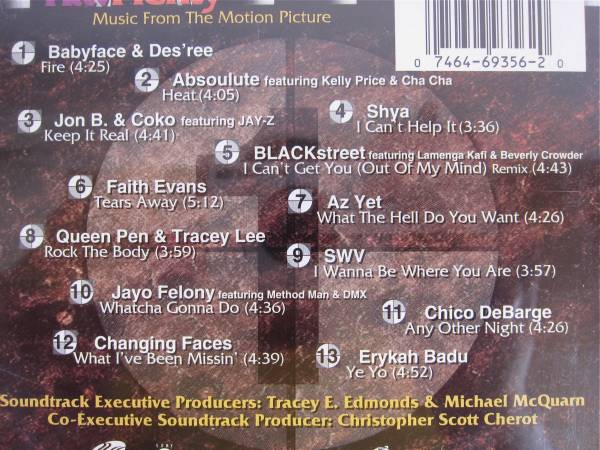 Music From The Motion Picture
0 7464-69356-2 0
1 Babyface & Des'ree
Fire (4:25)
2 Absoulute featuring Kelly Price & Cha Cha
Heat (4:05)
3 Jon B. & Coko featuring JAY-Z
Keep It Real (4:41)
4 Shya
I Can't Help It (3:36)
5 BLACKstreet featuring Lamenga Kafi & Beverly Crowder
I Can't Get You (Out Of My Mind) Remix (4:43)
6 Faith Evans
Tears Away (5:12)
7 Az Yet
What The Hell Do You Want (4:26)
8 Queen Pen & Tracey Lee
Rock The Body (3:59)
9 SWV
I Wanna Be Where You Are (3:57)
10 Jayo Felony featuring Method Man & DMX
Whatcha Gonna Do (4:36)
11 Chico DeBarge
Any Other Night (4:26)
12 Changing Faces
What I've Been Missin' (4:39)
13 Erykah Badu
Ye Yo (4:52)
Soundtrack Executive Producers: Tracey E. Edmonds & Michael McQuarn
Co-Executive Soundtrack Producer: Christopher Scott Cherot